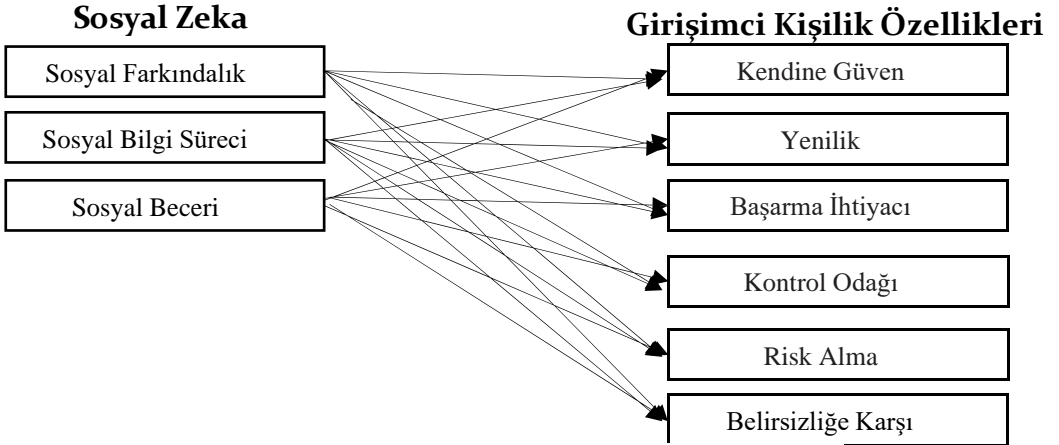 Sosyal Zeka
Sosyal Farkındalık
Sosyal Bilgi Süreci
Sosyal Beceri
Girişimci Kişilik Özellikleri
Kendine Güven
Yenilik
Başarma İhtiyacı
Kontrol Odağı
Risk Alma
Belirsizliğe Karşı